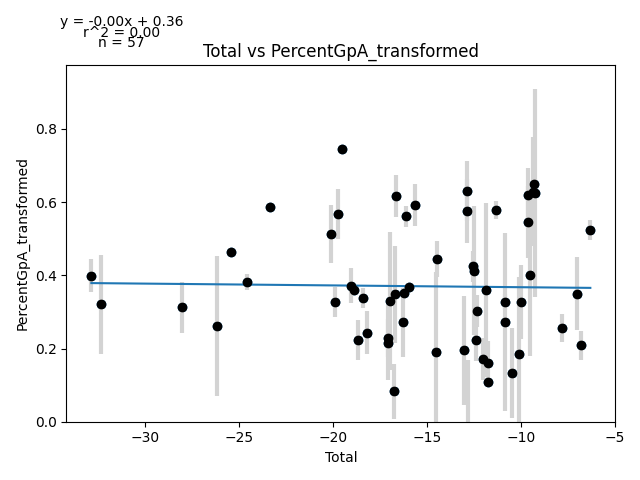 y = -0.00x + 0.36
r^2 = 0.00
n = 57
Total vs PercentGpA_transformed
PercentGpA_transformed
0.8
0.6
0.4
0.2
0.0
−30
−25
−20
−15
−10
−5
Total